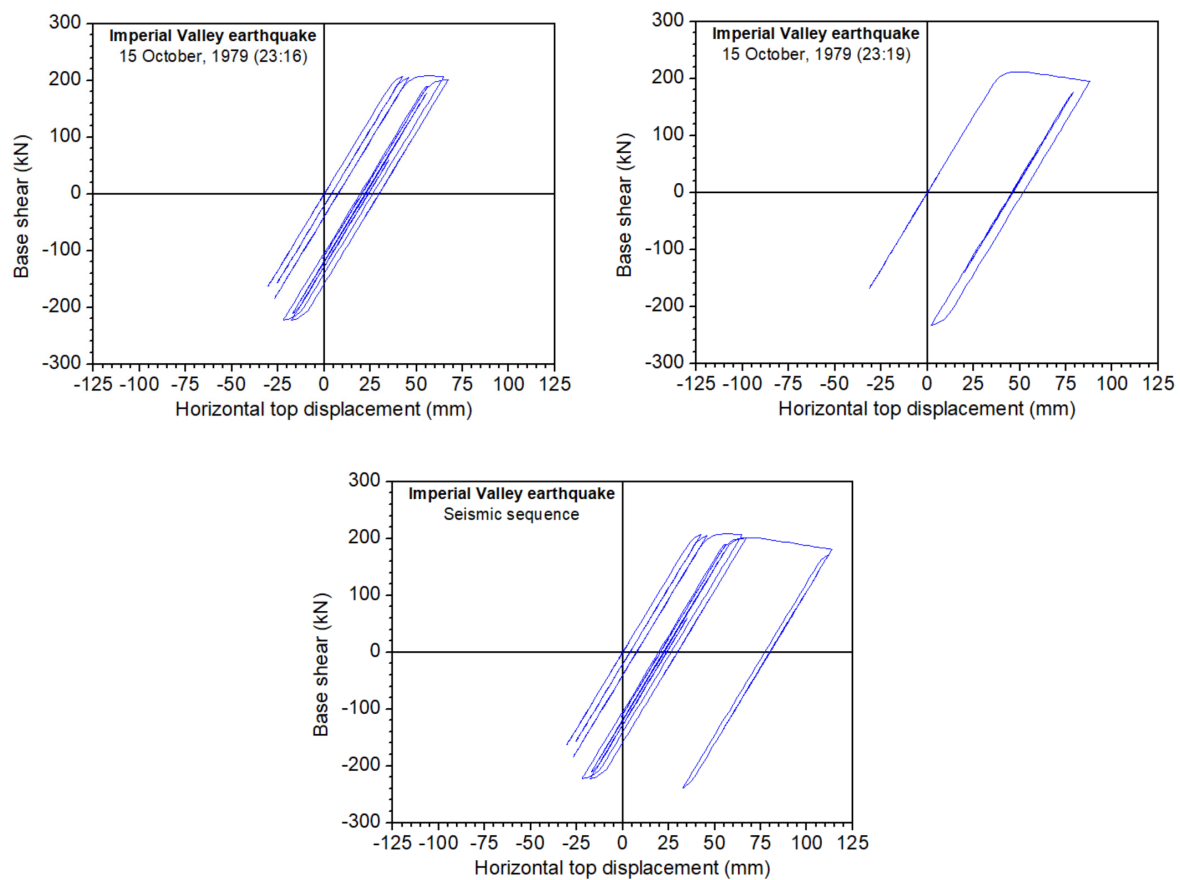 Imperial Valley earthquake
15 October, 1979 (23:16)
300
200
100
0
-100
-200
-300
Base shear (kN)
-125 -100 -75 -50 -25 0 25 50 75 100 125
Horizontal top displacement (mm)
Imperial Valley earthquake
15 October, 1979 (23:19)
300
200
100
0
-100
-200
-300
Base shear (kN)
-125 -100 -75 -50 -25 0 25 50 75 100 125
Horizontal top displacement (mm)
Imperial Valley earthquake
Seismic sequence
300
200
100
0
-100
-200
-300
Base shear (kN)
-125 -100 -75 -50 -25 0 25 50 75 100 125
Horizontal top displacement (mm)